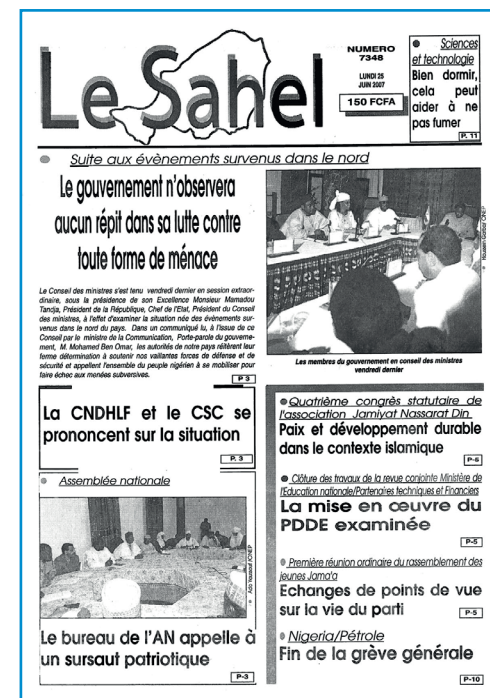 Le Sahel
NUMERO
7348
LUNDI 25
JUIN 2007
150 FCFA
Sciences
et technologie
Bien dormir,
cela peut
aider à ne
pas fumer
P. 11
Suite aux évènements survenus dans le nord
Le gouvernement n'observera
aucun répit dans sa lutte contre
toute forme de ménace
Le Conseil des ministres s'est tenu vendredi dernier en session extraor-
dinaire, sous la présidence de son Excellence Monsieur Mamadou
Tandja, Président de la République, Chef de l'Etat, Président du Conseil
des ministres, à l'effet d'examiner la situation née des évènements sur-
venus dans le nord du pays. Dans un communiqué lu, à l'issue de ce
Conseil par le ministre de la Communication, Porte-parole du gouverne-
ment, M. Mohamed Ben Omar, les autorités de notre pays réitèrent leur
ferme détermination à soutenir nos vaillantes forces de défense et de
sécurité et appellent l'ensemble du peuple nigérien à se mobiliser pour
faire échec aux menées subversives.
P 3
Les membres du gouvernement en conseil des ministres
vendredi dernier
La CNDHLF et le CSC se
prononcent sur la situation
P. 3
Assemblée nationale
Le bureau de l'AN appelle à
un sursaut patriotique
P-3
Quatrième congrès statutaire de
l'association Jamiyat Nassarat Din
Paix et développement durable
dans le contexte islamique
P-6
Clôture des travaux de la revue conjointe Ministère de
l'Education nationale/Partenaires techniques et Financiers
La mise en œuvre du
PDDE examinée
P-5
Première réunion ordinaire du rassemblement des
jeunes Jama'a
Echanges de points de vue
sur la vie du parti
P-5
Nigeria/Pétrole
Fin de la grève générale
P-10